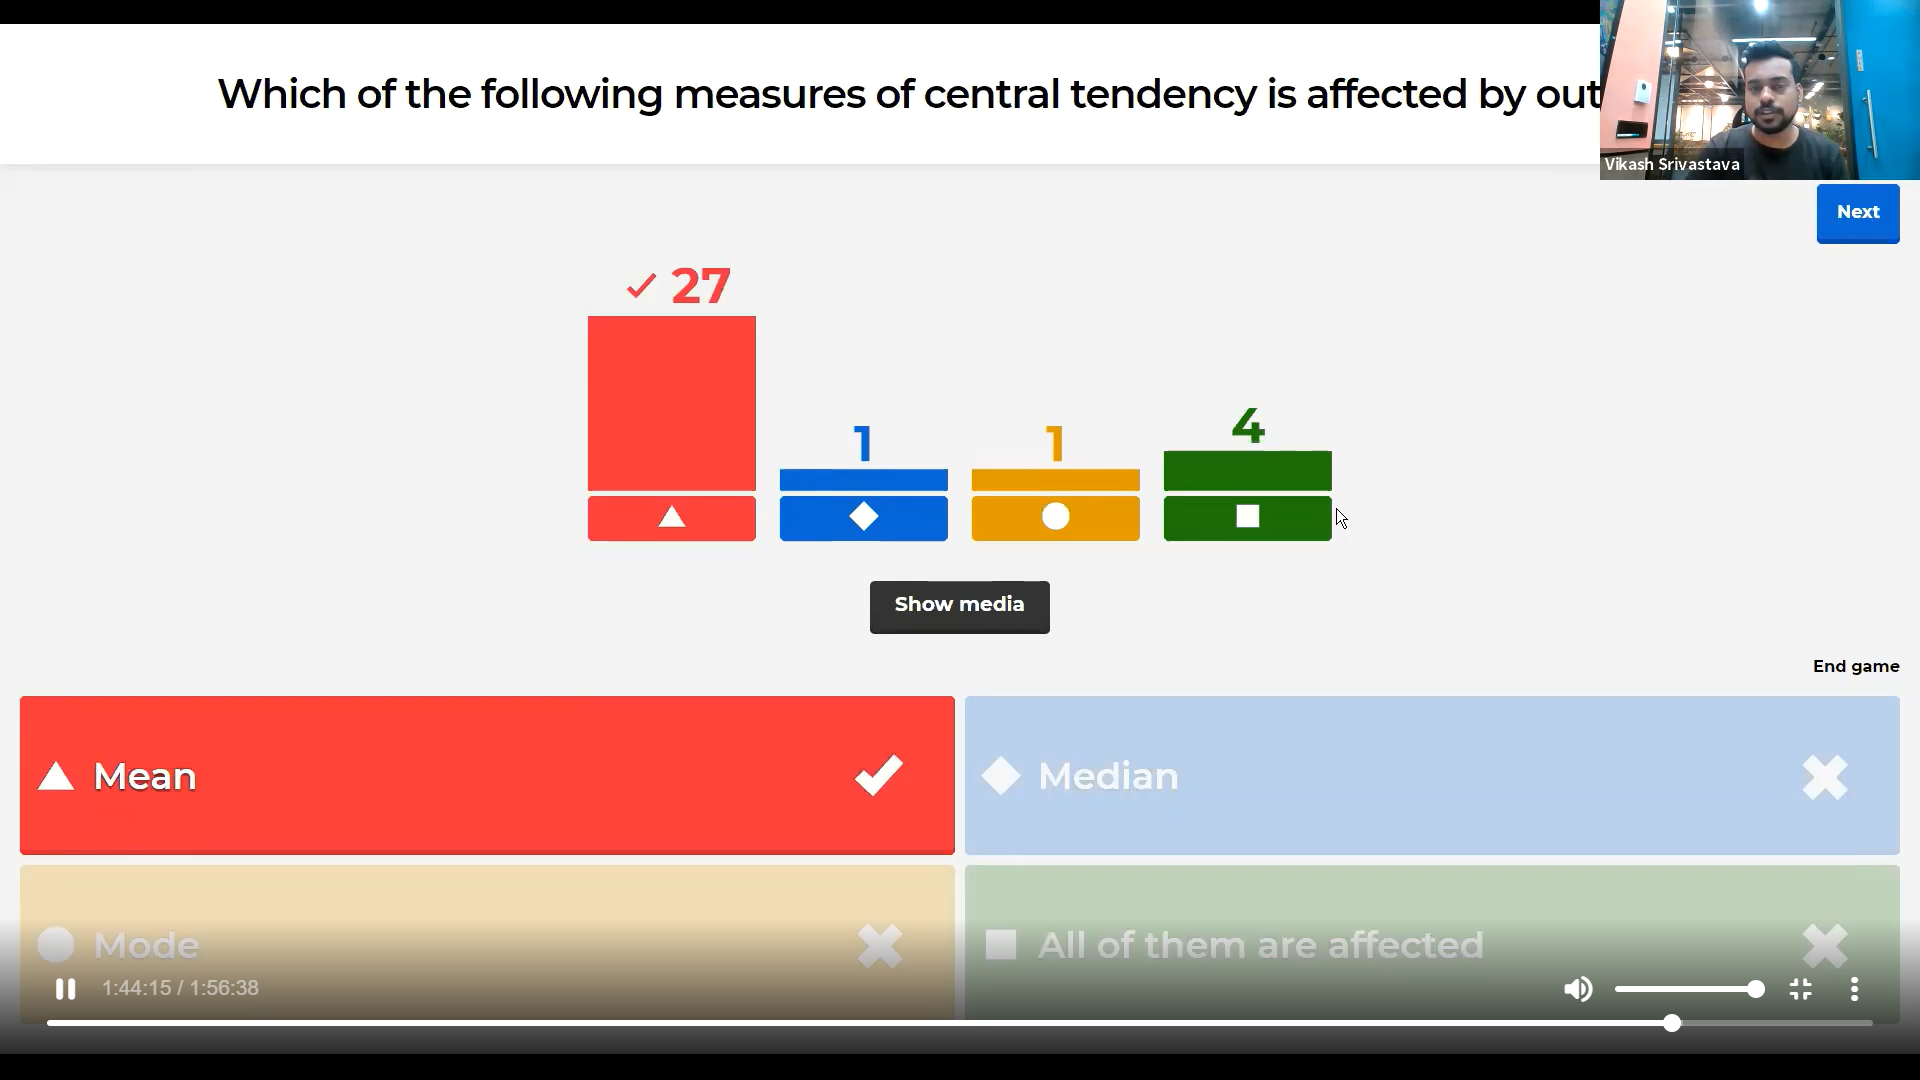 Which of the following measures of central tendency is affected by out
Vikash Srivastava
Next
27
1
1
4
Show media
End game
Mean
Median
Mode
All of them are affected
1:44:15 / 1:56:38